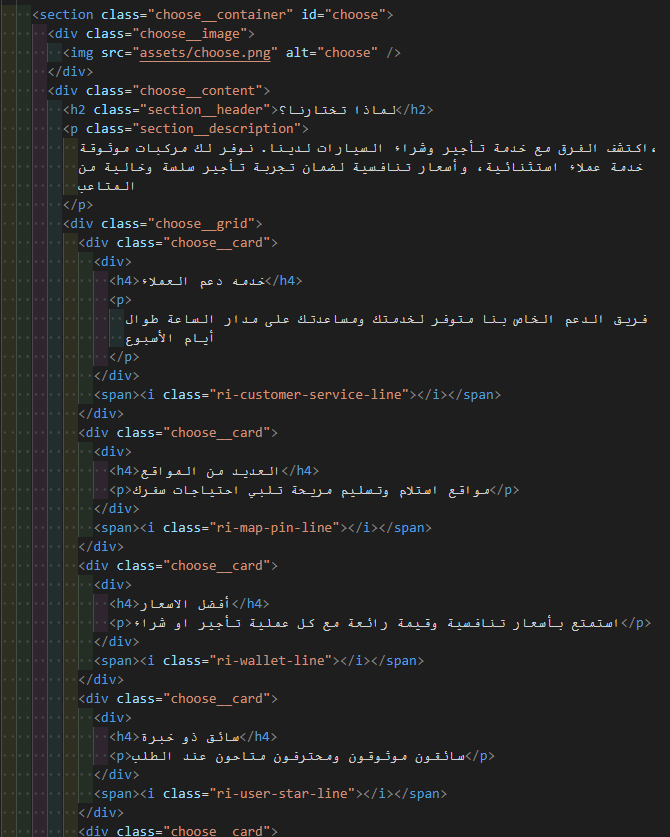 <section class="choose__container" id="choose">
<div class="choose__image">
<img src="assets/choose.png" alt="choose" />
</div>
<div class="choose__content">
<h2 class="section__header">لماذا تختارنا؟</h2>
<p class="section__description">
اكتشف الفرق مع خدمة تأجير وشراء السيارات لدينا. نوفر لك مركبات موثوقة،
خدمة عملاء استثنائية، وأسعار تنافسية لضمان تجربة تأجير سلسة وخالية من
المتاعب
</p>
<div class="choose__grid">
<div class="choose__card">
<div>
<h4>خدمة دعم العملاء</h4>
<p>
فريق الدعم الخاص بنا متوفر لخدمتك ومساعدتك على مدار الساعة طوال
أيام الأسبوع
</p>
</div>
<span><i class="ri-customer-service-line"></i></span>
</div>
<div class="choose__card">
<div>
<h4>العديد من المواقع</h4>
<p>مواقع استلام وتسليم مريحة تلبي احتياجات سفرك</p>
</div>
<span><i class="ri-map-pin-line"></i></span>
</div>
<div class="choose__card">
<div>
<h4>أفضل الاسعار</h4>
<p>استمتع بأسعار تنافسية وقيمة رائعة مع كل عملية تأجير او شراء</p>
</div>
<span><i class="ri-wallet-line"></i></span>
</div>
<div class="choose__card">
<div>
<h4>سائق ذو خبرة</h4>
<p>سائقون موثوقون ومحترفون متاحون عند الطلب</p>
</div>
<span><i class="ri-user-star-line"></i></span>
</div>
<div class="choose__card">